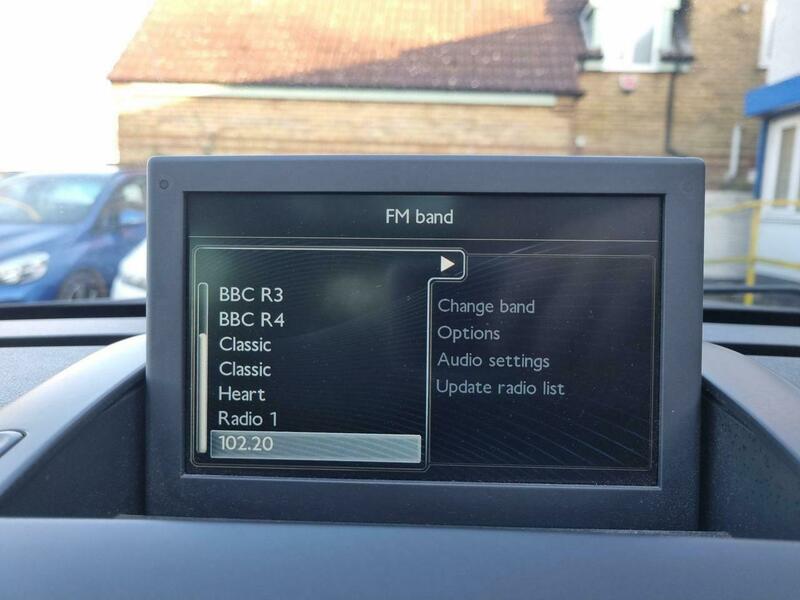 FM band
BBC R3
BBC R4
Classic
Classic
Heart
Radio 1
102.20
Change band
Options
Audio settings
Update radio list